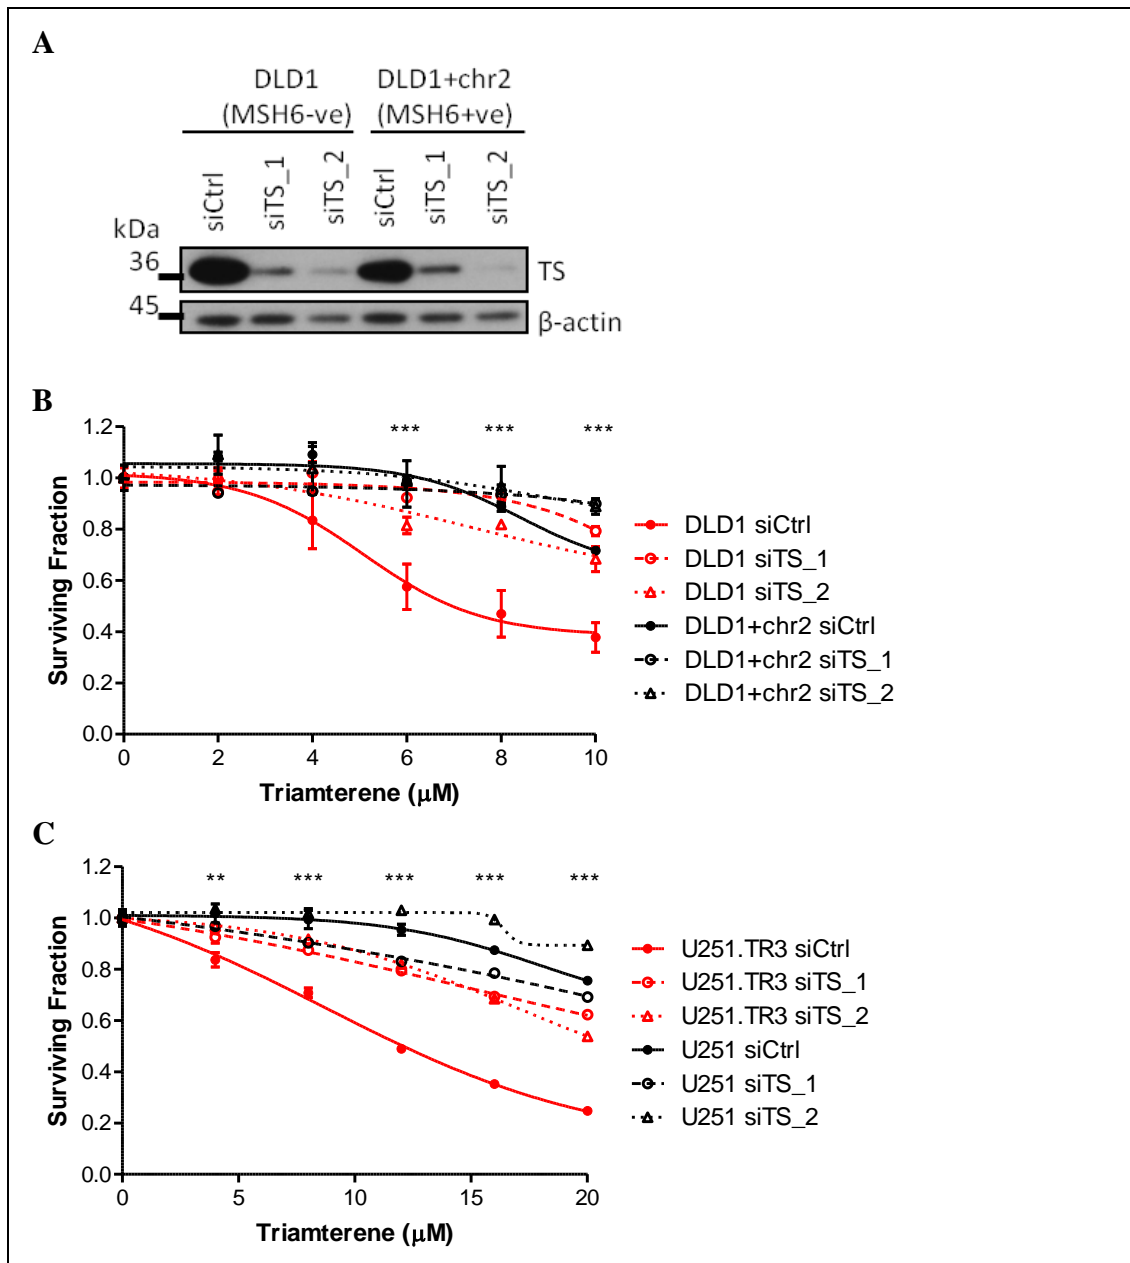 A
DLD1 DLD1+chr2
(MSH6-ve) (MSH6+ve)
siCtrl siTS_1 siTS_2 siCtrl siTS_1 siTS_2
kDa
36 TS
45 β-actin
B
1.2
1.0
0.8
0.6
0.4
0.2
0.0
*** *** ***
Surviving Fraction
0 2 4 6 8 10
Triamterene (μM)
DLD1 siCtrl
DLD1 siTS_1
DLD1 siTS_2
DLD1+chr2 siCtrl
DLD1+chr2 siTS_1
DLD1+chr2 siTS_2
C
1.2
1.0
0.8
0.6
0.4
0.2
0.0
** *** *** *** ***
Surviving Fraction
0 5 10 15 20
Triamterene (μM)
U251.TR3 siCtrl
U251.TR3 siTS_1
U251.TR3 siTS_2
U251 siCtrl
U251 siTS_1
U251 siTS_2